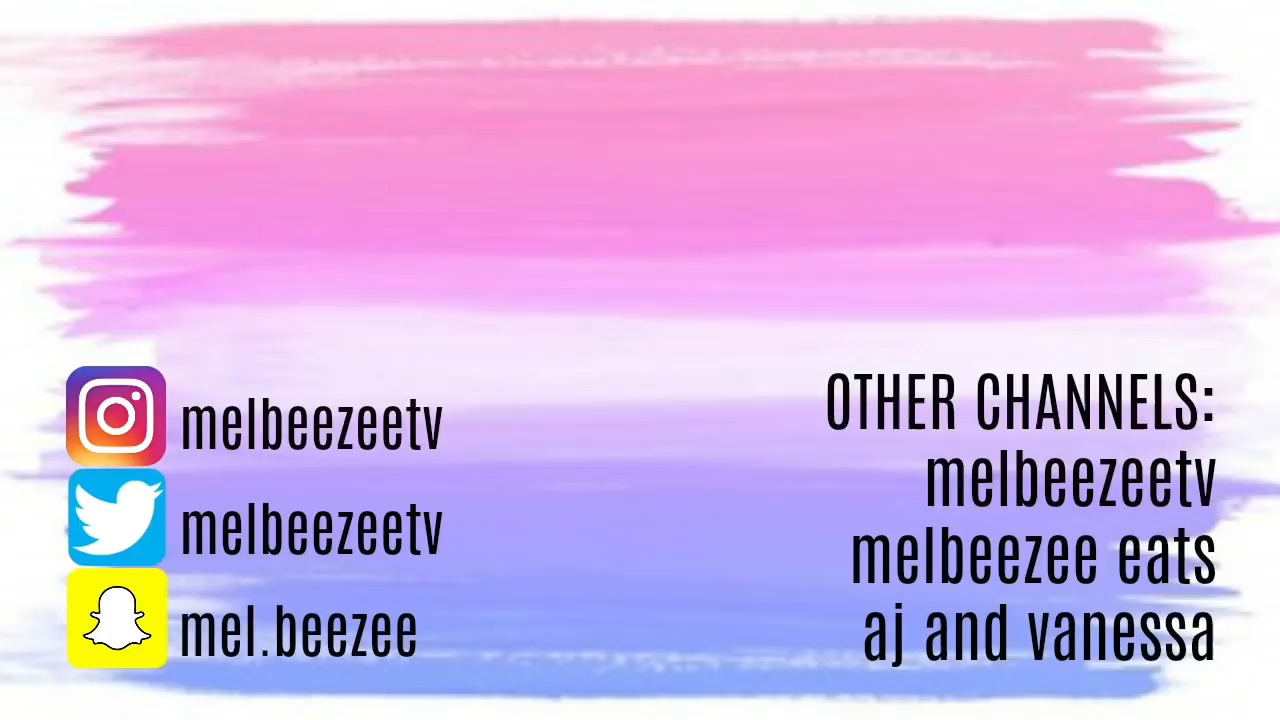 melbeezeetv
melbeezeetv
mel.beezee
OTHER CHANNELS:
melbeezeetv
melbeezee eats
aj and vanessa